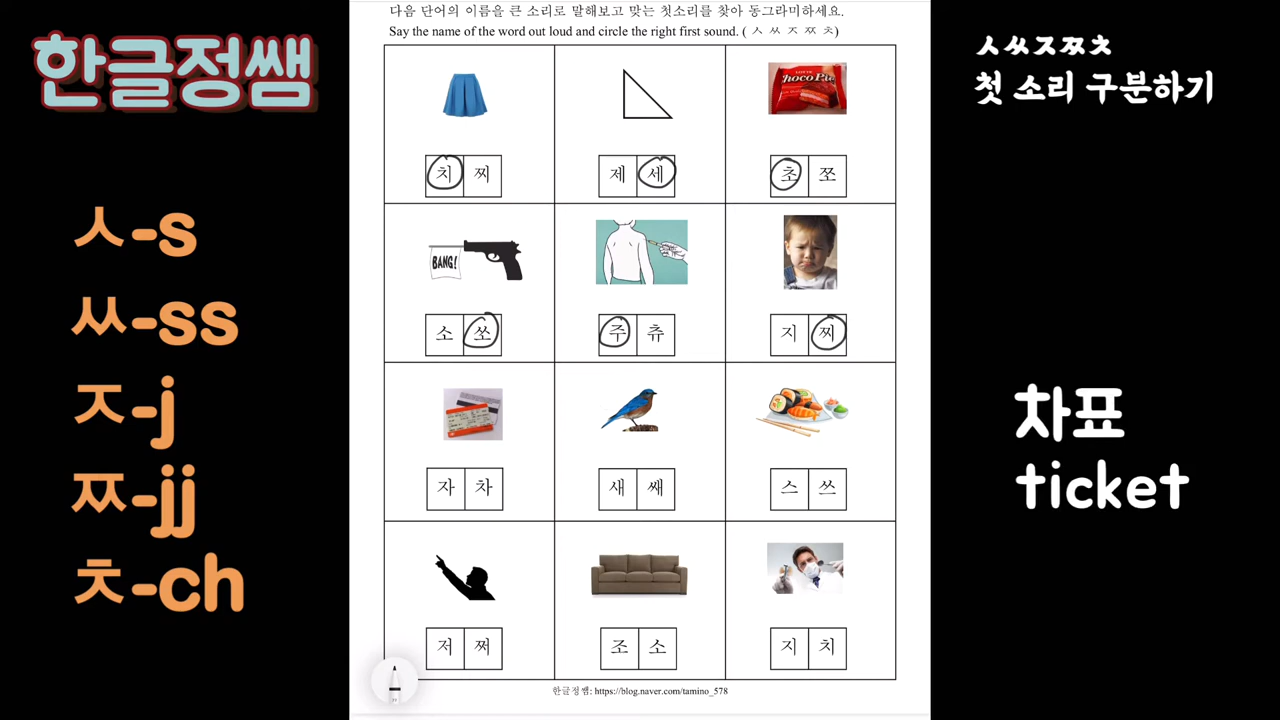 한글정쌤
ㅅ-s
ㅆ-ss
ㅈ-j
ㅉ-jj
ㅊ-ch
다음 단어의 이름을 큰 소리로 말해보고 맞는 첫소리를 찾아 동그라미하세요.
Say the name of the word out loud and circle the right first sound. ( ㅅ ㅆ ㅈ ㅉ ㅊ)
LOTTE
ChocoPie
치 찌
제 세
초 쪼
BANG!
소 쏘
주 츄
지 찌
자 차
새 쌔
스 쓰
저 쩌
조 소
지 치
한글정쌤: https://blog.naver.com/tamino_578
ㅅㅆㅈㅉㅊ
첫 소리 구분하기
차표
ticket